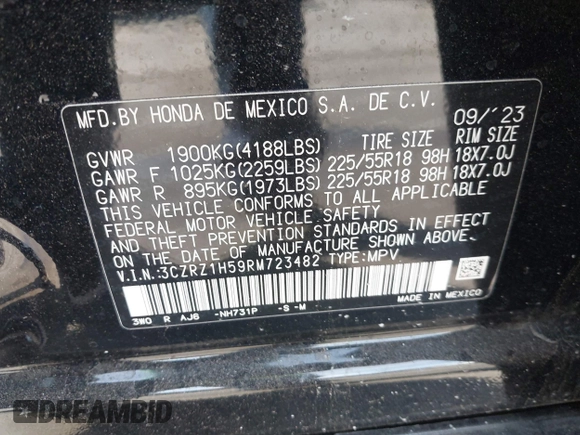 MFD.BY HONDA DE MEXICO S.A. DE C.V.
09/'23
GVWR 1900KG(4188LBS) TIRE SIZE RIM SIZE
GAWR F 1025KG(2259LBS) 225/55R18 98H 18X7.0J
GAWR R 895KG(1973LBS) 225/55R18 98H 18X7.0J
THIS VEHICLE CONFORMS TO ALL APPLICABLE
FEDERAL MOTOR VEHICLE SAFETY
AND THEFT PREVENTION STANDARDS IN EFFECT
ON THE DATE OF MANUFACTURE SHOWN ABOVE.
V.I.N.:3CZRZ1H59RM723482 TYPE:MPV
3W0 R AJ8 -NH731P -S -M
MADE IN MEXICO
DREAMBID